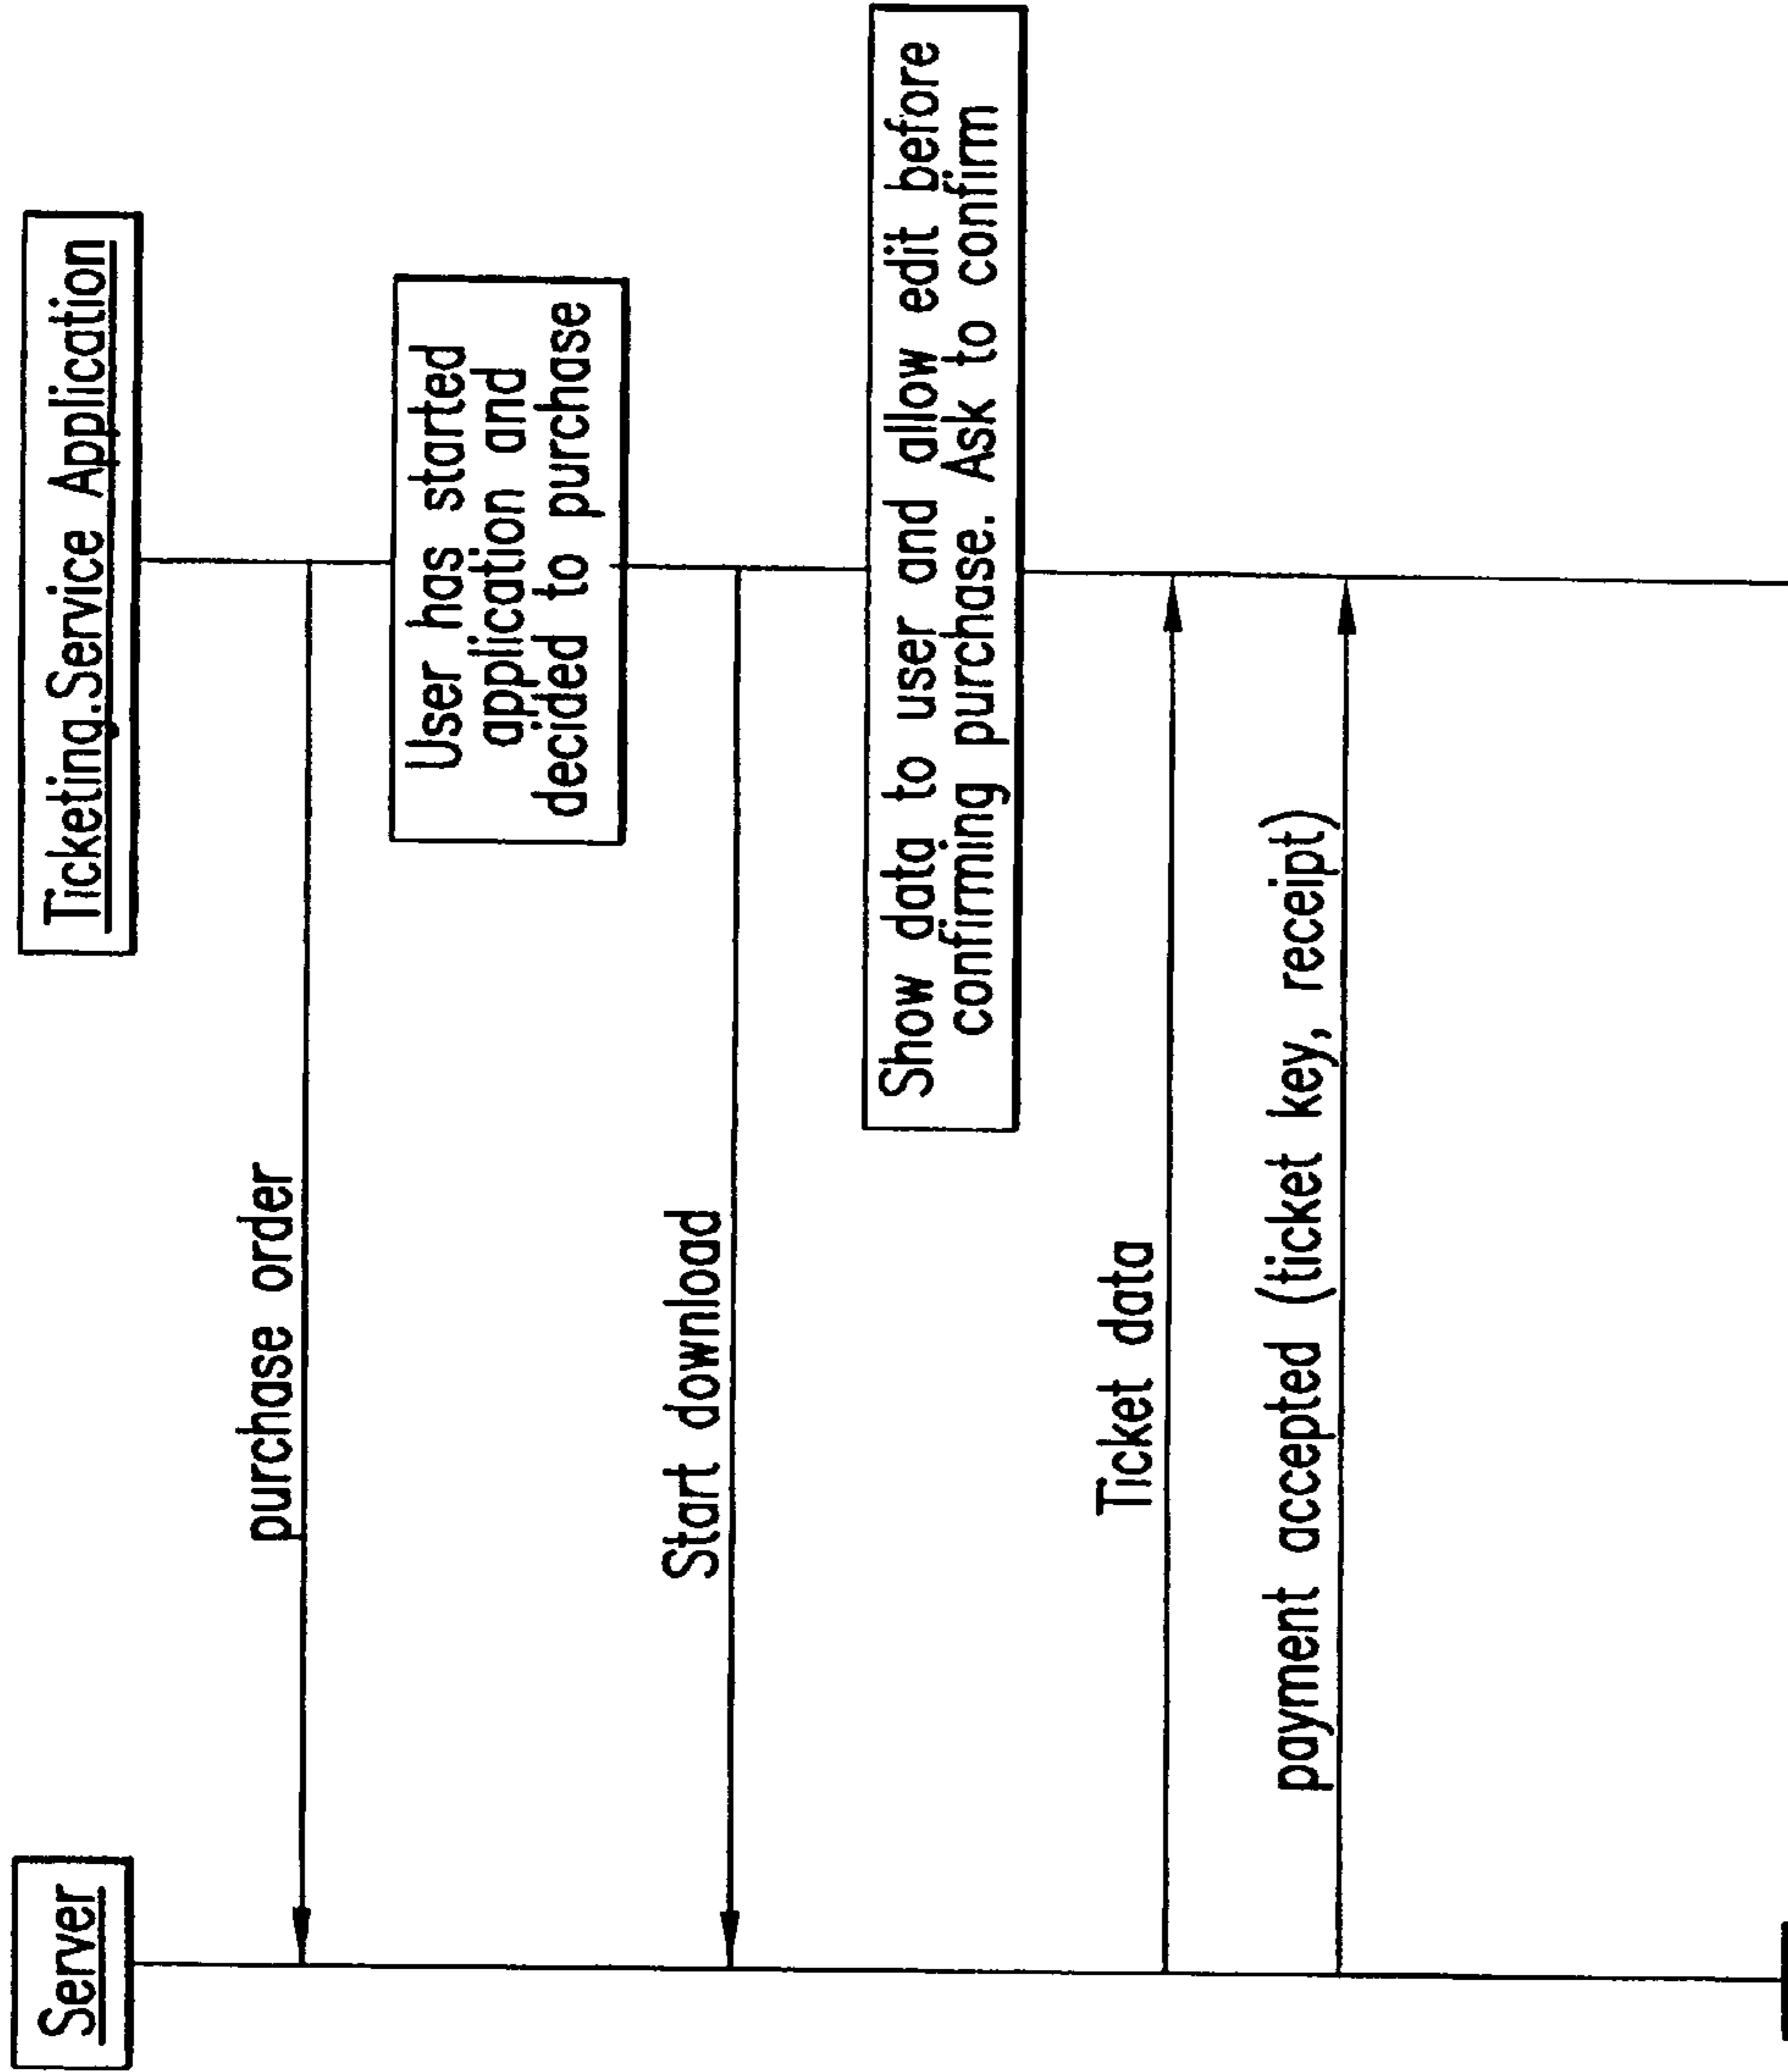 Server
Ticketing.Service Application
purchase order
User has started
application and
decided to purchase
Start download
Show data to user and allow edit before
confirming purchase. Ask to confirm
Ticket data
payment accepted (ticket key, receipt)